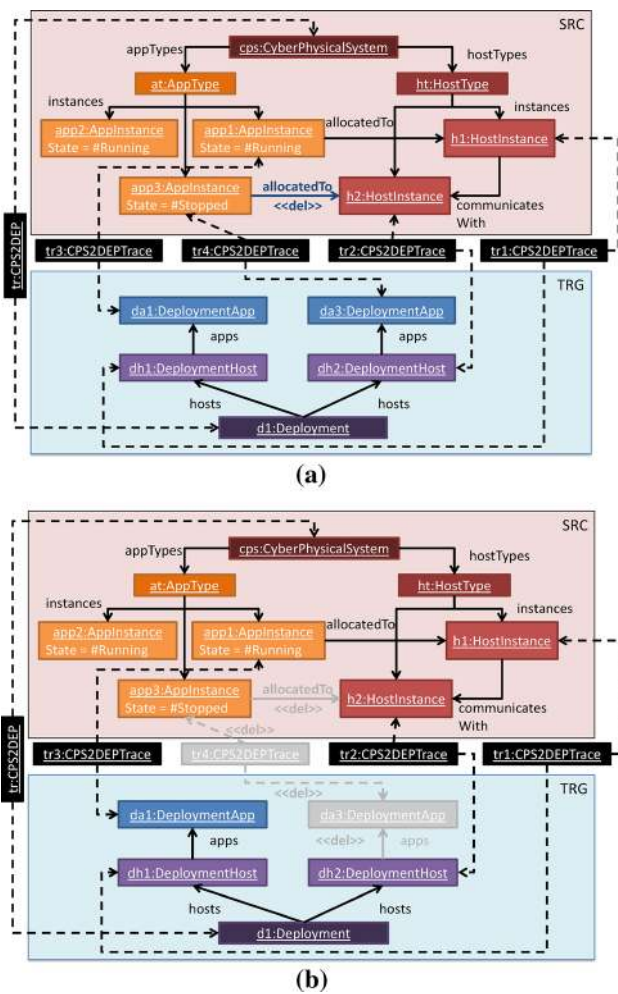 SRC
cps:CyberPhysicalSystem
appTypes
hostTypes
at:AppType
ht:HostType
instances
instances
app2:AppInstance
State = #Running
app1:AppInstance
State = #Running
allocatedTo
h1:HostInstance
app3:AppInstance
State = #Stopped
allocatedTo
<<del>>
h2:HostInstance
communicates
With
tr:CPS2DEP
tr3:CPS2DEPTrace
tr4:CPS2DEPTrace
tr2:CPS2DEPTrace
tr1:CPS2DEPTrace
TRG
da1:DeploymentApp
da3:DeploymentApp
apps
apps
dh1:DeploymentHost
dh2:DeploymentHost
hosts
hosts
d1:Deployment
(a)
SRC
cps:CyberPhysicalSystem
appTypes
hostTypes
at:AppType
ht:HostType
instances
instances
app2:AppInstance
State = #Running
app1:AppInstance
State = #Running
allocatedTo
h1:HostInstance
app3:AppInstance
State = #Stopped
allocatedTo
<<del>>
h2:HostInstance
communicates
With
<<del>>
tr:CPS2DEP
tr3:CPS2DEPTrace
tr4:CPS2DEPTrace
tr2:CPS2DEPTrace
tr1:CPS2DEPTrace
<<del>>
TRG
da1:DeploymentApp
da3:DeploymentApp
apps
<<del>>
apps
dh1:DeploymentHost
dh2:DeploymentHost
hosts
hosts
d1:Deployment
(b)